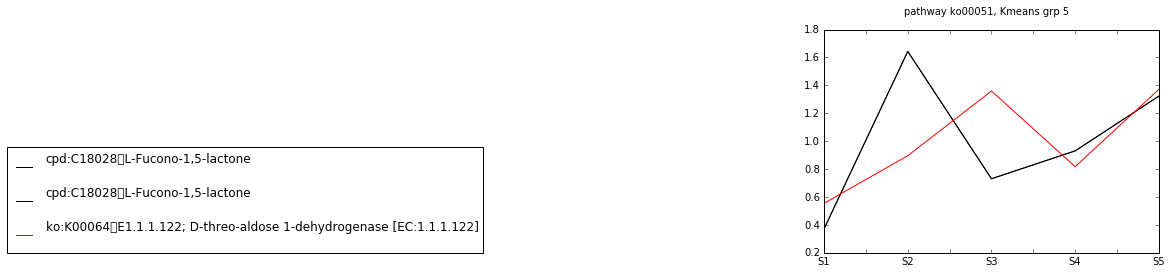 pathway ko00051, Kmeans grp 5
1.8
1.6
1.4
1.2
1.0
0.8
0.6
0.4
0.2
S1 S2 S3 S4 S5
cpd:C18028▯L-Fucono-1,5-lactone
cpd:C18028▯L-Fucono-1,5-lactone
ko:K00064▯E1.1.1.122; D-threo-aldose 1-dehydrogenase [EC:1.1.1.122]